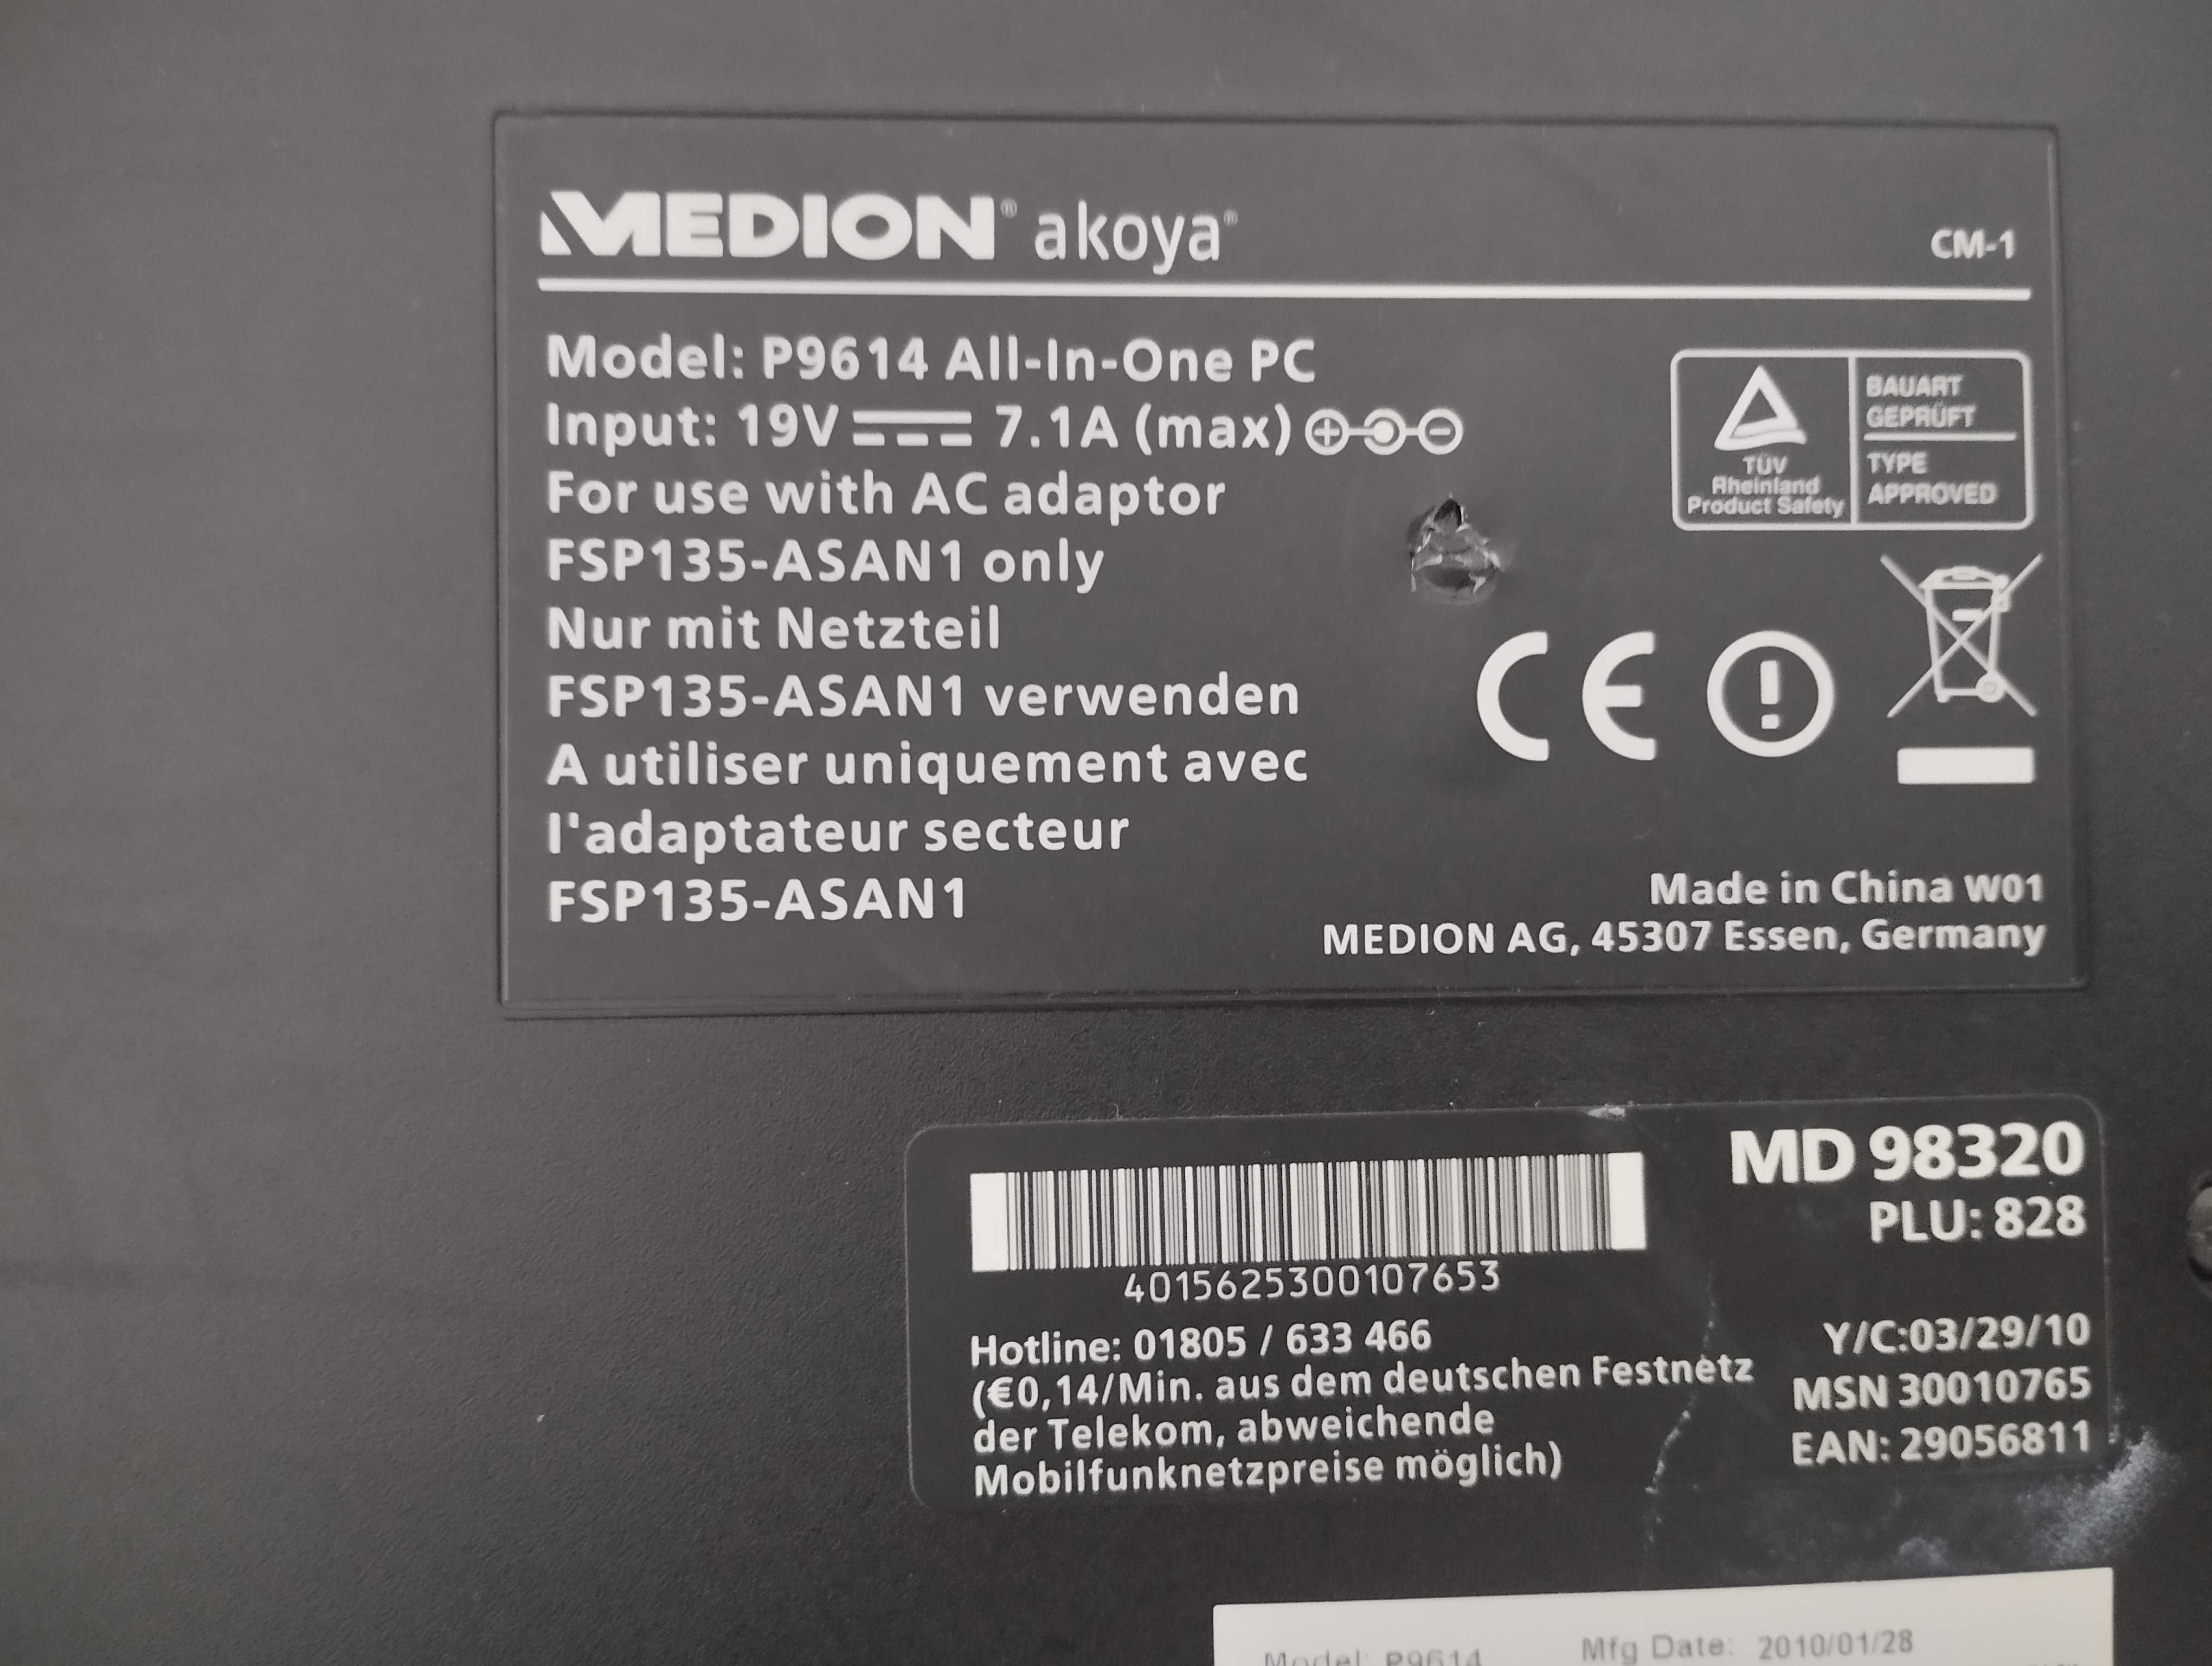 MEDION® akoya®
CM-1
Model: P9614 All-In-One PC
Input: 19V 7.1A (max)
For use with AC adaptor
FSP135-ASAN1 only
Nur mit Netzteil
FSP135-ASAN1 verwenden
A utiliser uniquement avec
l'adaptateur secteur
FSP135-ASAN1
TÜV
Rheinland
Product Safety
BAUART
GEPRÜFT
TYPE
APPROVED
CE
Made in China W01
MEDION AG, 45307 Essen, Germany
MD 98320
PLU: 828
4015625300107653
Hotline: 01805 / 633 466
(€0,14/Min. aus dem deutschen Festnetz
der Telekom, abweichende
Mobilfunknetzpreise möglich)
Y/C:03/29/10
MSN 30010765
EAN: 29056811
Model: P9614 Mfg Date: 2010/01/28